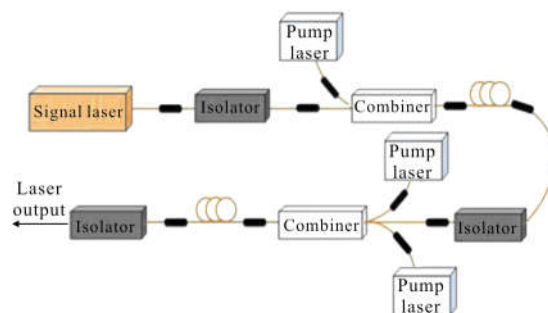 Pump
laser
Signal laser
Isolator
Combiner
Pump
laser
Laser
output
Isolator
Combiner
Isolator
Pump
laser